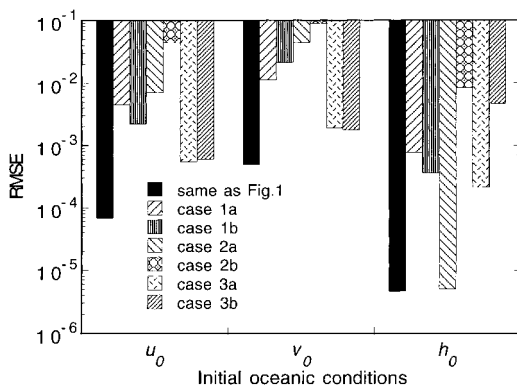 10⁻¹
10⁻²
10⁻³
10⁻⁴
10⁻⁵
10⁻⁶
RMSE
same as Fig.1
case 1a
case 1b
case 2a
case 2b
case 3a
case 3b
u₀ v₀ h₀
Initial oceanic conditions